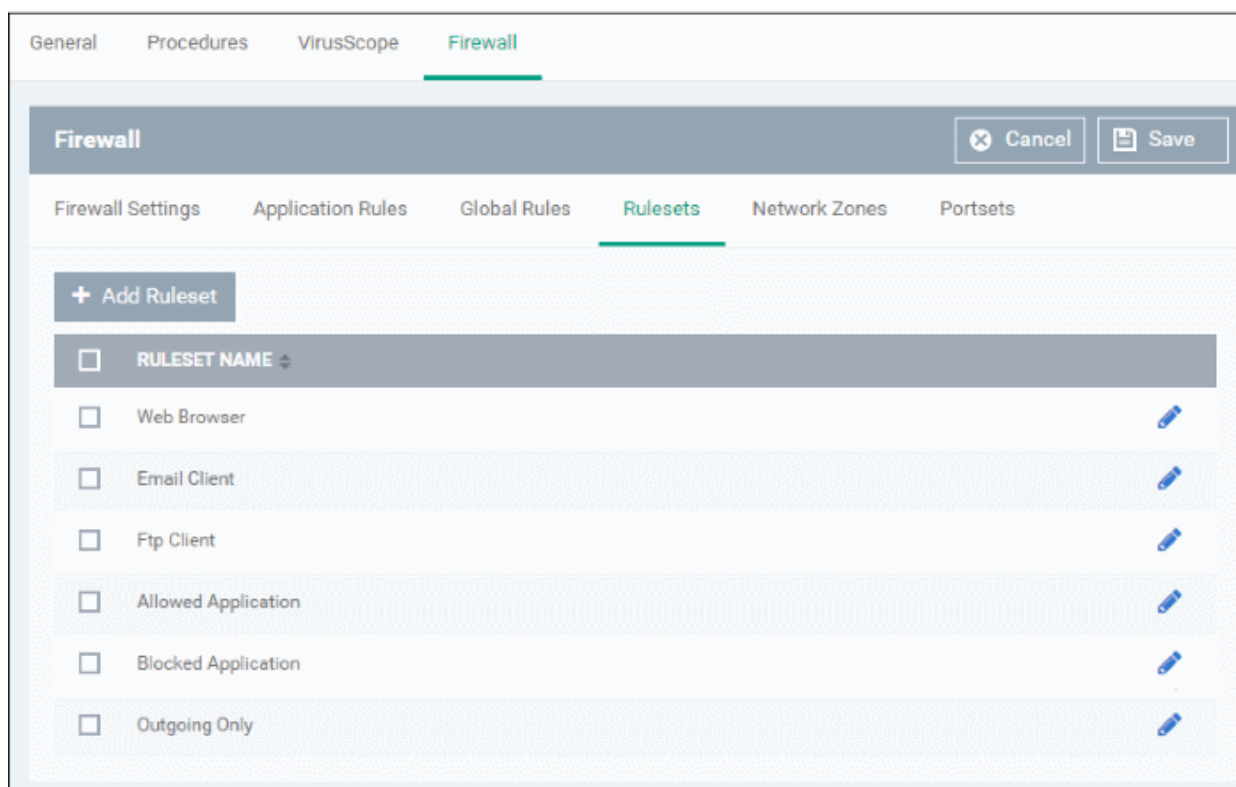 General Procedures VirusScope Firewall
Firewall Cancel Save
Firewall Settings Application Rules Global Rules Rulesets Network Zones Portsets
+ Add Ruleset
RULESET NAME
Web Browser
Email Client
Ftp Client
Allowed Application
Blocked Application
Outgoing Only